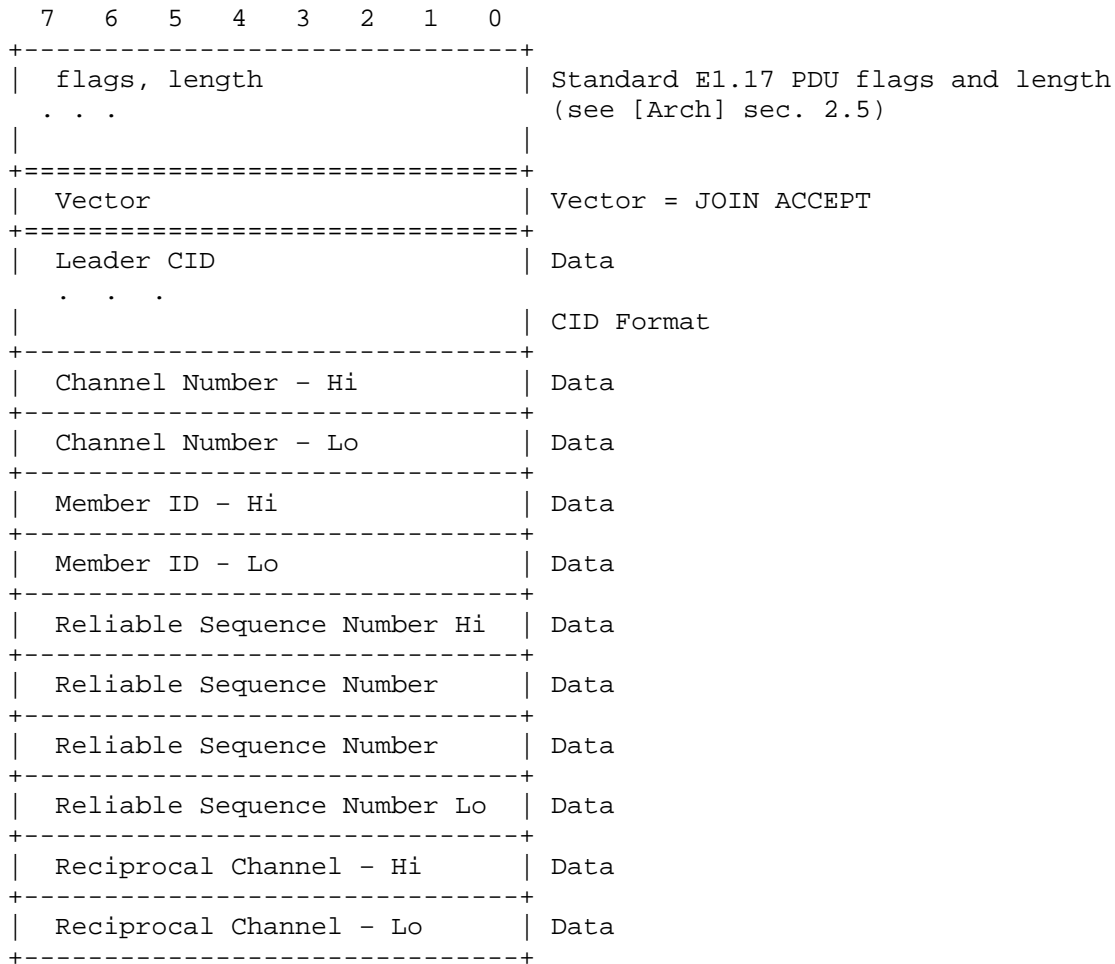 7 6 5 4 3 2 1 0
+-------------------------------+
| flags, length | Standard E1.17 PDU flags and length
. . . (see [Arch] sec. 2.5)
| |
+===============================+
| Vector | Vector = JOIN ACCEPT
+===============================+
| Leader CID | Data
. . .
| | CID Format
+-------------------------------+
| Channel Number – Hi | Data
+-------------------------------+
| Channel Number – Lo | Data
+-------------------------------+
| Member ID – Hi | Data
+-------------------------------+
| Member ID - Lo | Data
+-------------------------------+
| Reliable Sequence Number Hi | Data
+-------------------------------+
| Reliable Sequence Number | Data
+-------------------------------+
| Reliable Sequence Number | Data
+-------------------------------+
| Reliable Sequence Number Lo | Data
+-------------------------------+
| Reciprocal Channel – Hi | Data
+-------------------------------+
| Reciprocal Channel – Lo | Data
+-------------------------------+